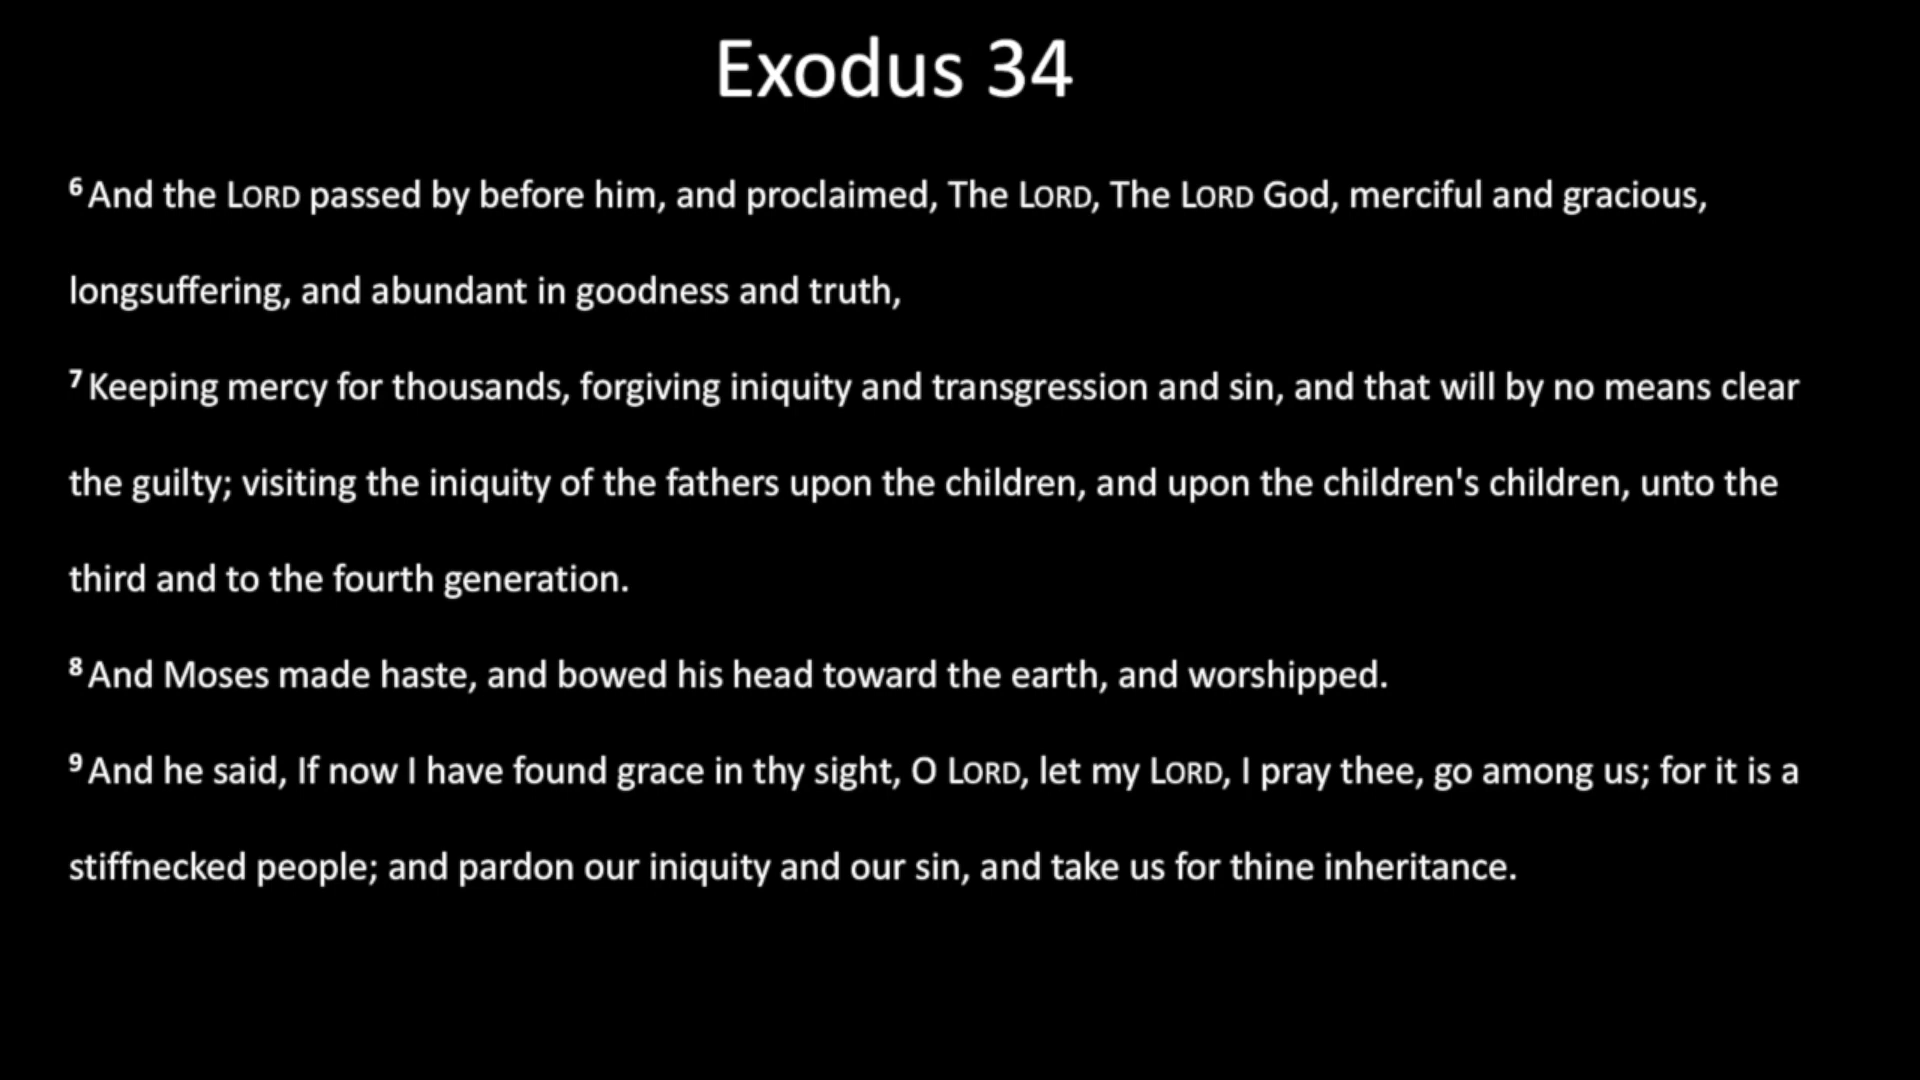 Exodus 34
6 And the LORD passed by before him, and proclaimed, The LORD, The LORD God, merciful and gracious,
longsuffering, and abundant in goodness and truth,
7 Keeping mercy for thousands, forgiving iniquity and transgression and sin, and that will by no means clear
the guilty; visiting the iniquity of the fathers upon the children, and upon the children's children, unto the
third and to the fourth generation.
8 And Moses made haste, and bowed his head toward the earth, and worshipped.
9 And he said, If now I have found grace in thy sight, O LORD, let my LORD, I pray thee, go among us; for it is a
stiffnecked people; and pardon our iniquity and our sin, and take us for thine inheritance.